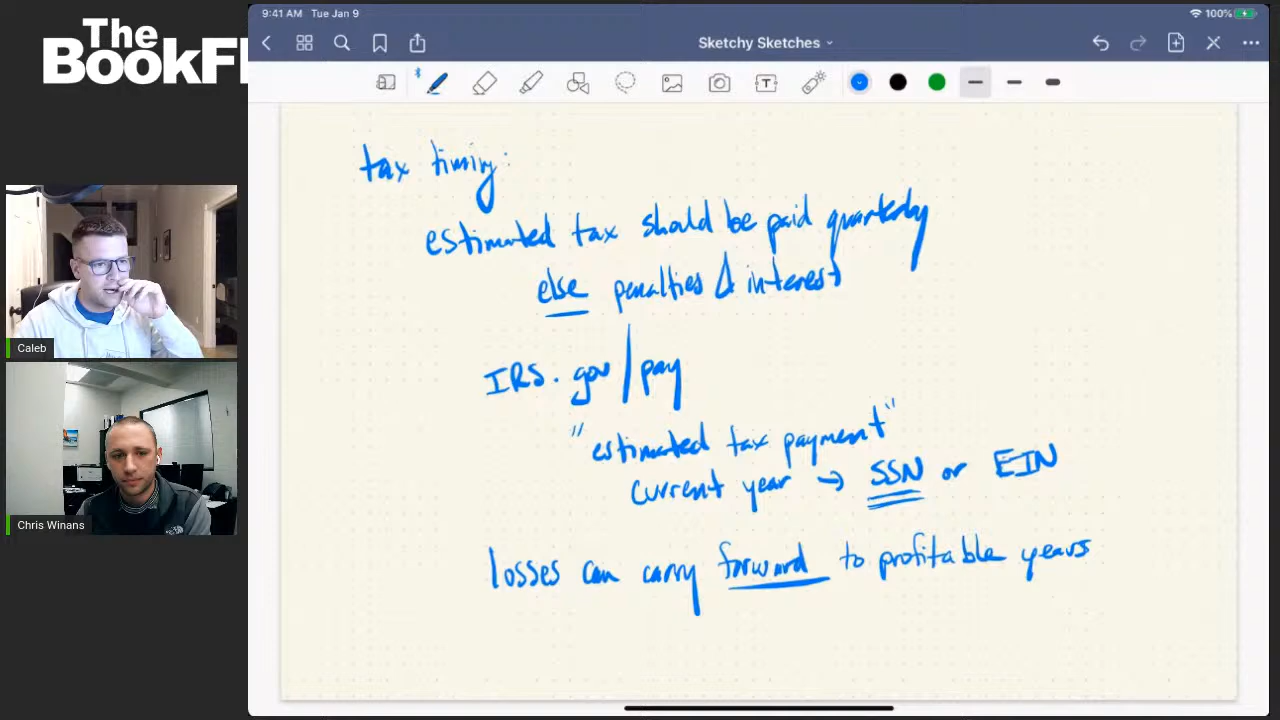 The
BookFl
9:41 AM Tue Jan 9
100%
Sketchy Sketches
T
tax timing:
estimated tax should be paid quarterly
else penalties & interest
IRS.gov/pay
"estimated tax payment"
current year → SSN or EIN
losses can carry forward to profitable years
Caleb
Chris Winans